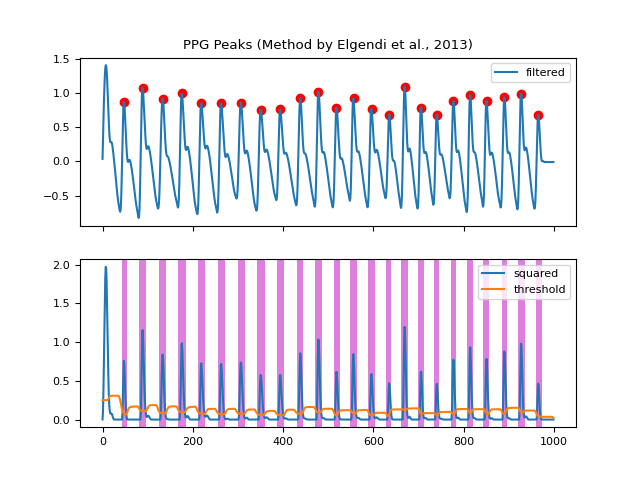 PPG Peaks (Method by Elgendi et al., 2013)
1.5
filtered
1.0
0.5
0.0
−0.5
2.0
squared
threshold
1.5
1.0
0.5
0.0
0 200 400 600 800 1000